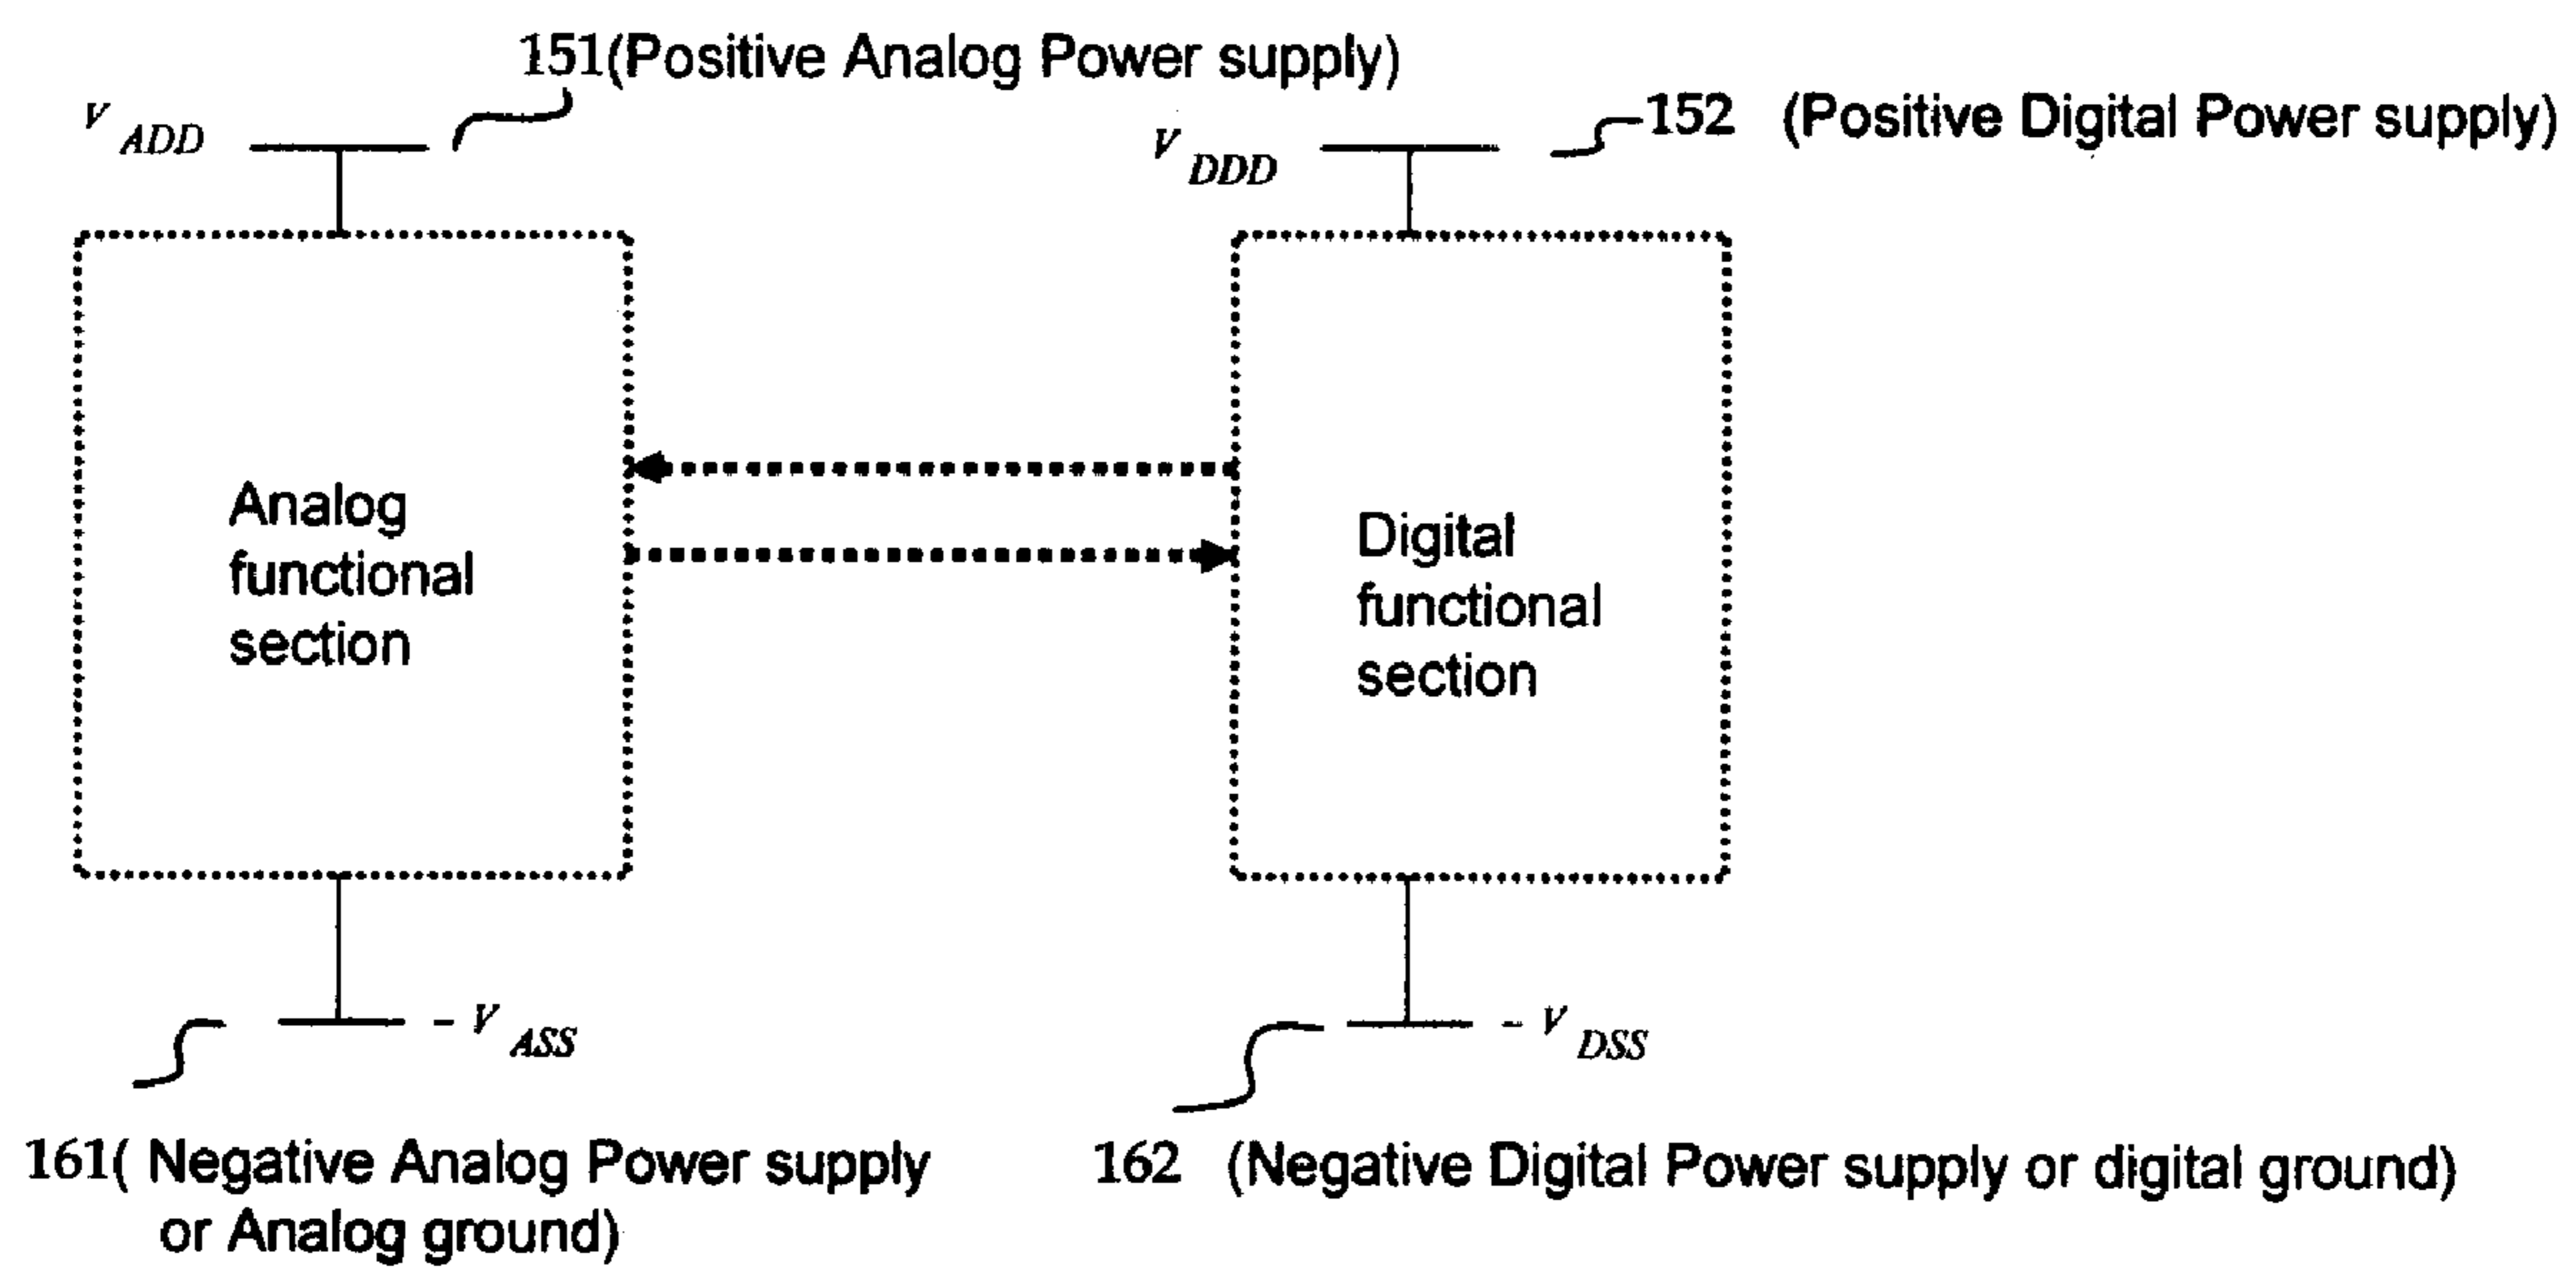 151(Positive Analog Power supply)
V ADD
152 (Positive Digital Power supply)
V DDD
Analog
functional
section
Digital
functional
section
- V ASS
- V DSS
161( Negative Analog Power supply
or Analog ground)
162 (Negative Digital Power supply or digital ground)